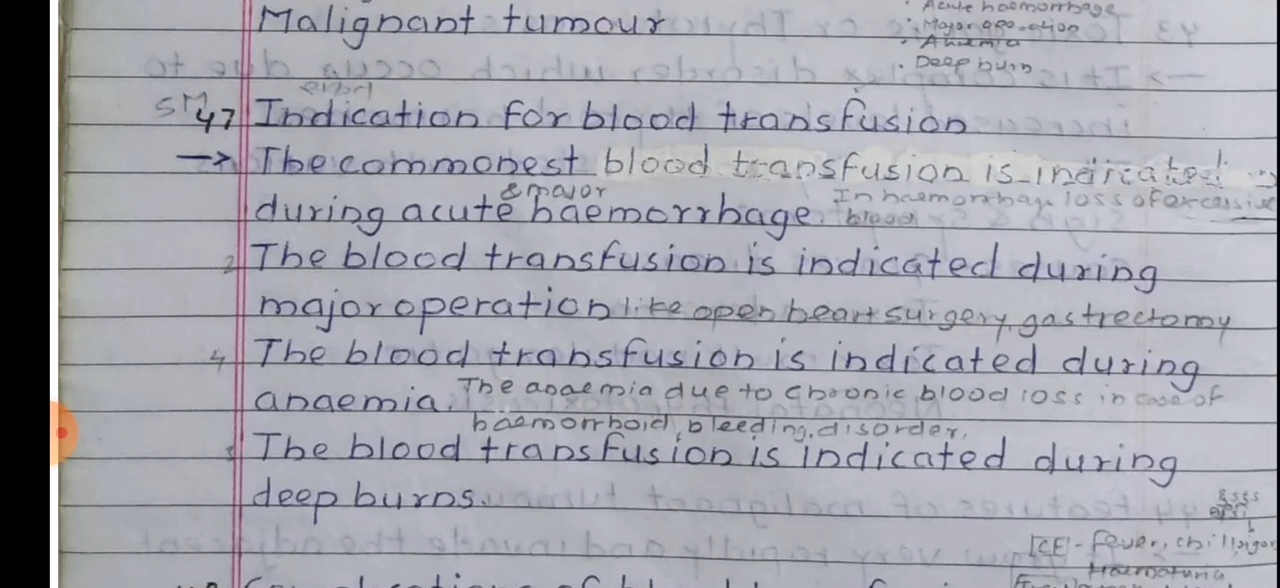 Malignant tumour
Acute haemorrhage
Major operation
Anemia
Deep burn
47 Indication for blood transfusion
→ The commonest blood transfusion is indicated
& major
during acute haemorrhage. In haemorrhage loss of excessive
blood
2 The blood transfusion is indicated during
major operation like open heart surgery, gastrectomy
4 The blood transfusion is indicated during
anaemia. The anaemia due to chronic blood loss in case of
haemorrhoid, bleeding disorder.
The blood transfusion is indicated during
deep burns.
fever, chill
Haematuria